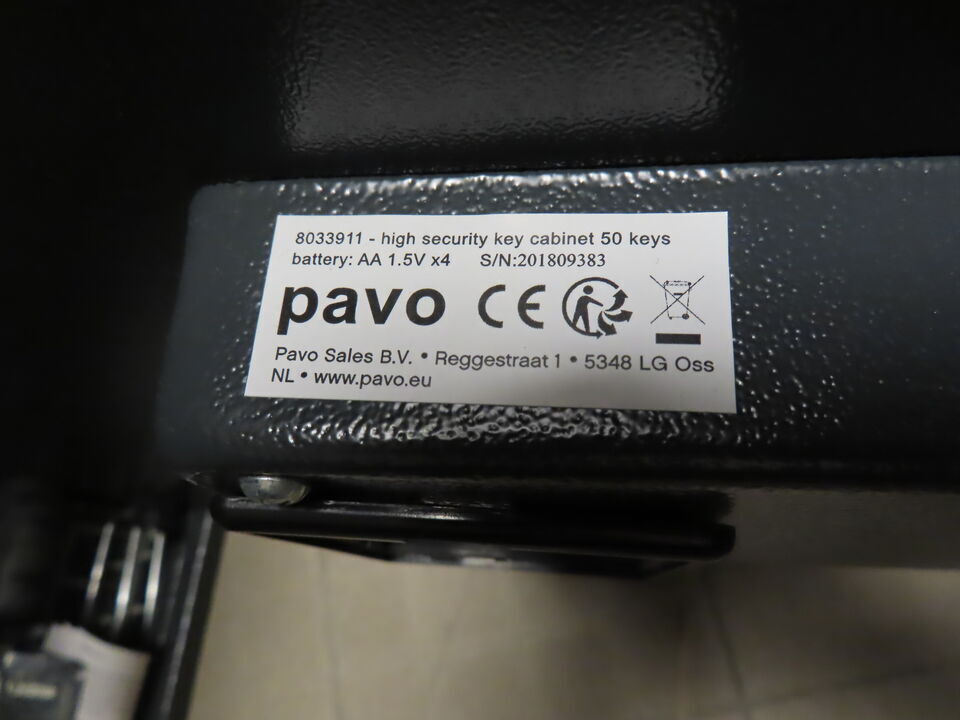 8033911 - high security key cabinet 50 keys
battery: AA 1.5V x4 S/N:201809383
pavo CE
Pavo Sales B.V. • Reggestraat 1 • 5348 LG Oss
NL • www.pavo.eu